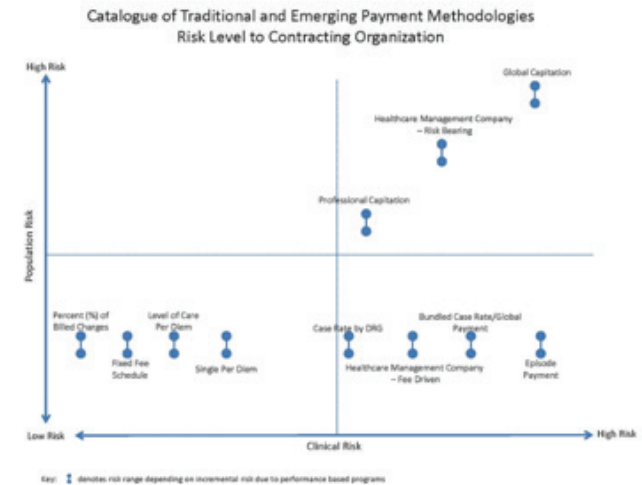 Catalogue of Traditional and Emerging Payment Methodologies
Risk Level to Contracting Organization
High Risk
Global Capitation
Healthcare Management Company
– Risk Bearing
Professional Capitation
Population Risk
Percent (%) of
Billed Charges
Level of Care
Per Diem
Case Rate by DRG
Bundled Case Rate/Global
Payment
Fixed Fee
Schedule
Single Per Diem
Healthcare Management Company
– Fee Driven
Episode
Payment
Low Risk
High Risk
Clinical Risk
Key: denotes risk range depending on incremental risk due to performance based programs